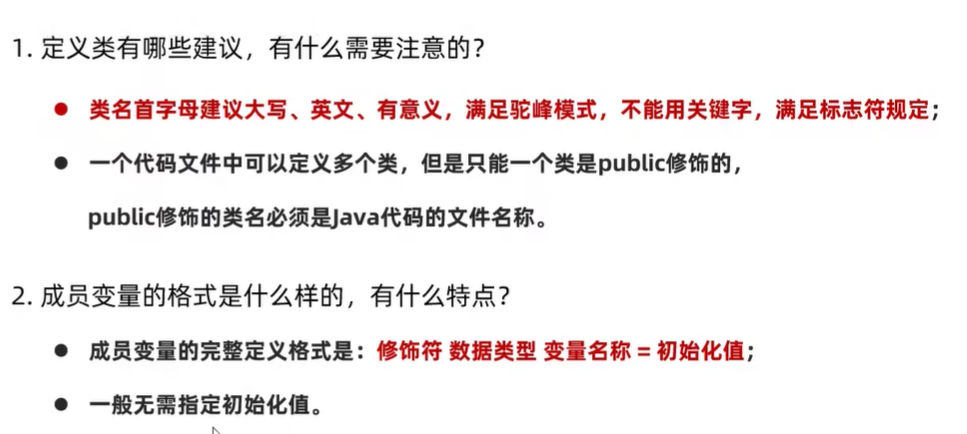 1. 定义类有哪些建议，有什么需要注意的？
● 类名首字母建议大写、英文、有意义，满足驼峰模式，不能用关键字，满足标志符规定；
● 一个代码文件中可以定义多个类，但是只能一个类是public修饰的，
public修饰的类名必须是Java代码的文件名称。
2. 成员变量的格式是什么样的，有什么特点？
● 成员变量的完整定义格式是：修饰符 数据类型 变量名称 = 初始化值；
● 一般无需指定初始化值。